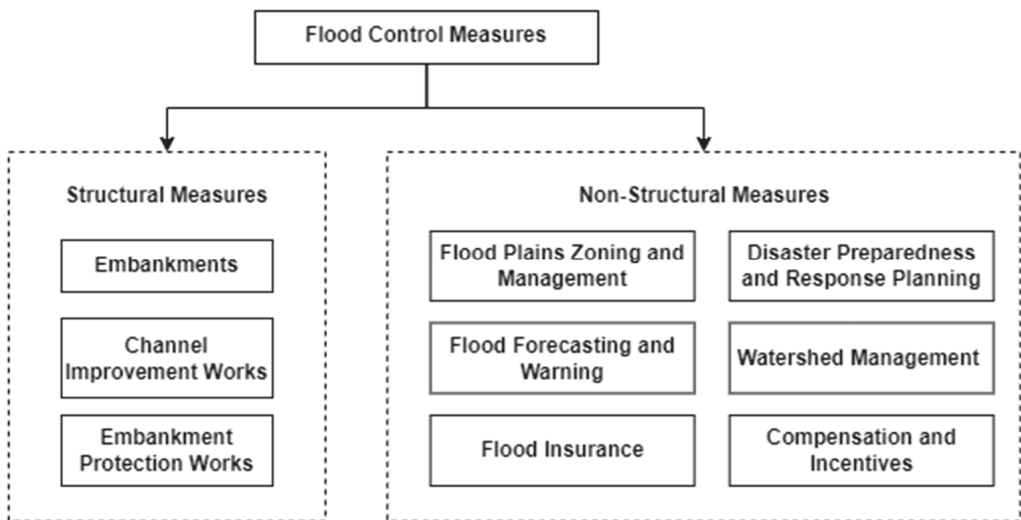 Flood Control Measures
Structural Measures
Embankments
Channel
Improvement Works
Embankment
Protection Works
Non-Structural Measures
Flood Plains Zoning and
Management
Disaster Preparedness
and Response Planning
Flood Forecasting and
Warning
Watershed Management
Flood Insurance
Compensation and
Incentives